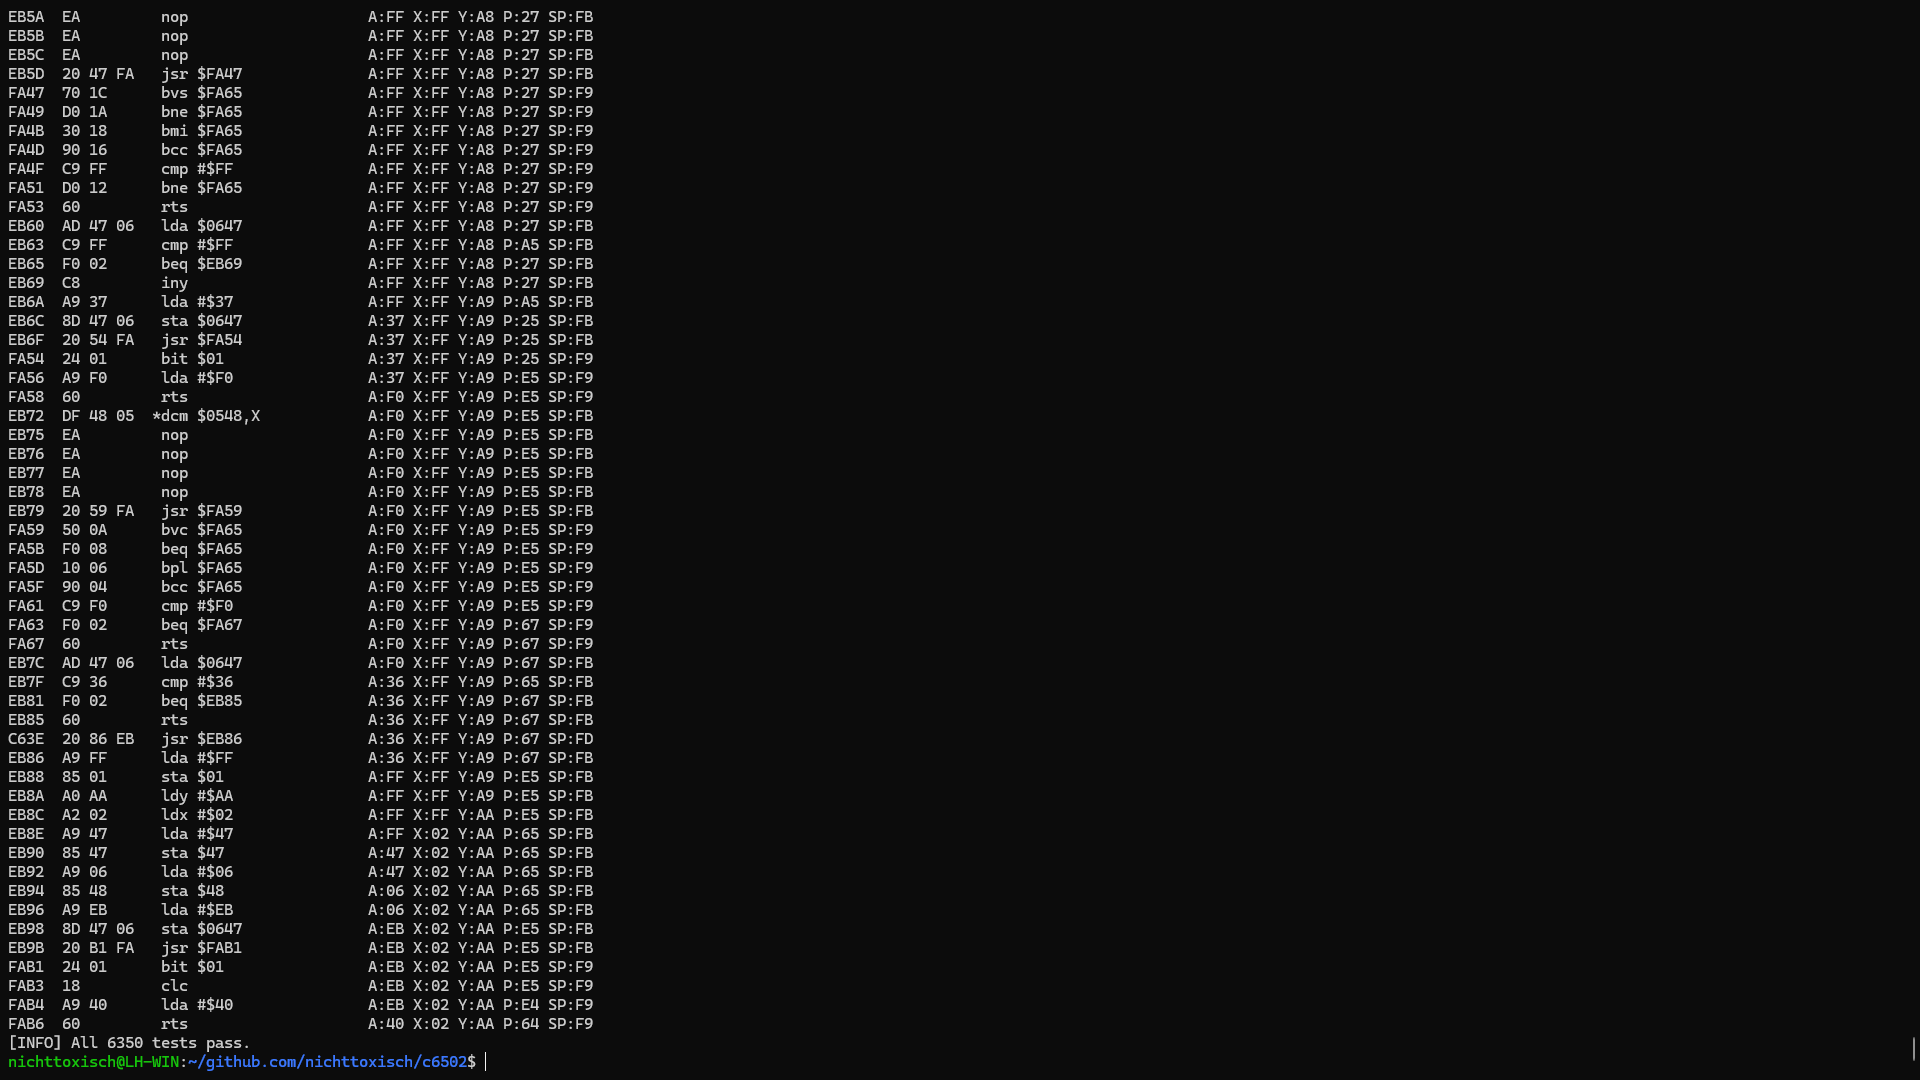 EB5A  EA        nop                    A:FF X:FF Y:A8 P:27 SP:FB
EB5B  EA        nop                    A:FF X:FF Y:A8 P:27 SP:FB
EB5C  EA        nop                    A:FF X:FF Y:A8 P:27 SP:FB
EB5D  20 47 FA   jsr $FA47              A:FF X:FF Y:A8 P:27 SP:FB
FA47  70 1C      bvs $FA65              A:FF X:FF Y:A8 P:27 SP:F9
FA49  D0 1A      bne $FA65              A:FF X:FF Y:A8 P:27 SP:F9
FA4B  30 18      bmi $FA65              A:FF X:FF Y:A8 P:27 SP:F9
FA4D  90 16      bcc $FA65              A:FF X:FF Y:A8 P:27 SP:F9
FA4F  C9 FF      cmp #$FF               A:FF X:FF Y:A8 P:27 SP:F9
FA51  D0 12      bne $FA65              A:FF X:FF Y:A8 P:27 SP:F9
FA53  60         rts                    A:FF X:FF Y:A8 P:27 SP:F9
EB60  AD 47 06   lda $0647              A:FF X:FF Y:A8 P:27 SP:FB
EB63  C9 FF      cmp #$FF               A:FF X:FF Y:A8 P:A5 SP:FB
EB65  F0 02      beq $EB69              A:FF X:FF Y:A8 P:27 SP:FB
EB69  C8         iny                    A:FF X:FF Y:A8 P:27 SP:FB
EB6A  A9 37      lda #$37               A:FF X:FF Y:A9 P:A5 SP:FB
EB6C  8D 47 06   sta $0647              A:37 X:FF Y:A9 P:25 SP:FB
EB6F  20 54 FA   jsr $FA54              A:37 X:FF Y:A9 P:25 SP:FB
FA54  24 01      bit $01                A:37 X:FF Y:A9 P:25 SP:F9
FA56  A9 F0      lda #$F0               A:37 X:FF Y:A9 P:E5 SP:F9
FA58  60         rts                    A:F0 X:FF Y:A9 P:E5 SP:F9
EB72  DF 48 05  *dcm $0548,X            A:F0 X:FF Y:A9 P:E5 SP:FB
EB75  EA         nop                    A:F0 X:FF Y:A9 P:E5 SP:FB
EB76  EA         nop                    A:F0 X:FF Y:A9 P:E5 SP:FB
EB77  EA         nop                    A:F0 X:FF Y:A9 P:E5 SP:FB
EB78  EA         nop                    A:F0 X:FF Y:A9 P:E5 SP:FB
EB79  20 59 FA   jsr $FA59              A:F0 X:FF Y:A9 P:E5 SP:FB
FA59  50 0A      bvc $FA65              A:F0 X:FF Y:A9 P:E5 SP:F9
FA5B  F0 08      beq $FA65              A:F0 X:FF Y:A9 P:E5 SP:F9
FA5D  10 06      bpl $FA65              A:F0 X:FF Y:A9 P:E5 SP:F9
FA5F  90 04      bcc $FA65              A:F0 X:FF Y:A9 P:E5 SP:F9
FA61  C9 F0      cmp #$F0               A:F0 X:FF Y:A9 P:E5 SP:F9
FA63  F0 02      beq $FA67              A:F0 X:FF Y:A9 P:67 SP:F9
FA67  60         rts                    A:F0 X:FF Y:A9 P:67 SP:F9
EB7C  AD 47 06   lda $0647              A:F0 X:FF Y:A9 P:67 SP:FB
EB7F  C9 36      cmp #$36               A:36 X:FF Y:A9 P:65 SP:FB
EB81  F0 02      beq $EB85              A:36 X:FF Y:A9 P:67 SP:FB
EB85  60         rts                    A:36 X:FF Y:A9 P:67 SP:FB
C63E  20 86 EB   jsr $EB86              A:36 X:FF Y:A9 P:67 SP:FD
EB86  A9 FF      lda #$FF               A:36 X:FF Y:A9 P:67 SP:FB
EB88  85 01      sta $01                A:FF X:FF Y:A9 P:E5 SP:FB
EB8A  A0 AA      ldy #$AA               A:FF X:FF Y:A9 P:E5 SP:FB
EB8C  A2 02      ldx #$02               A:FF X:FF Y:AA P:E5 SP:FB
EB8E  A9 47      lda #$47               A:FF X:02 Y:AA P:65 SP:FB
EB90  85 47      sta $47                A:47 X:02 Y:AA P:65 SP:FB
EB92  A9 06      lda #$06               A:47 X:02 Y:AA P:65 SP:FB
EB94  85 48      sta $48                A:06 X:02 Y:AA P:65 SP:FB
EB96  A9 EB      lda #$EB               A:06 X:02 Y:AA P:65 SP:FB
EB98  8D 47 06   sta $0647              A:EB X:02 Y:AA P:E5 SP:FB
EB9B  20 B1 FA   jsr $FAB1              A:EB X:02 Y:AA P:E5 SP:FB
FAB1  24 01      bit $01                A:EB X:02 Y:AA P:E5 SP:F9
FAB3  18         clc                    A:EB X:02 Y:AA P:E5 SP:F9
FAB4  A9 40      lda #$40               A:EB X:02 Y:AA P:E4 SP:F9
FAB6  60         rts                    A:40 X:02 Y:AA P:64 SP:F9
[INFO] All 6350 tests pass.
nichttoxisch@LH-WIN:~/github.com/nichttoxisch/c6502$